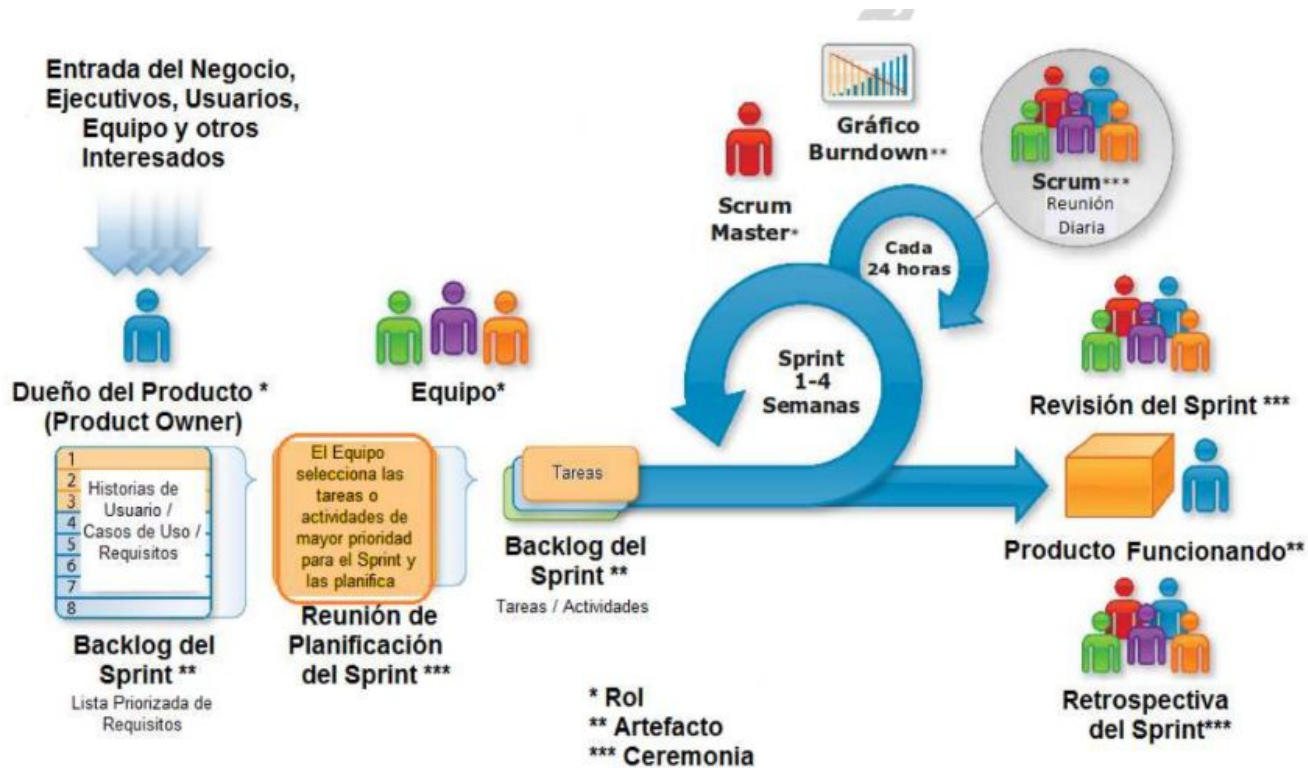 Entrada del Negocio,
Ejecutivos, Usuarios,
Equipo y otros
Interesados
Dueño del Producto *
(Product Owner)
1
2
3
4
5
6
7
8
Historias de
Usuario /
Casos de Uso /
Requisitos
Backlog del
Sprint **
Lista Priorizada de
Requisitos
Equipo*
El Equipo
selecciona las
tareas o
actividades de
mayor prioridad
para el Sprint y
las planifica
Reunión de
Planificación
del Sprint ***
Tareas
Backlog del
Sprint **
Tareas / Actividades
Scrum
Master*
Gráfico
Burndown**
Cada
24 horas
Sprint
1-4
Semanas
Scrum***
Reunión
Diaria
Revisión del Sprint ***
Producto Funcionando**
Retrospectiva
del Sprint***
* Rol
** Artefacto
*** Ceremonia